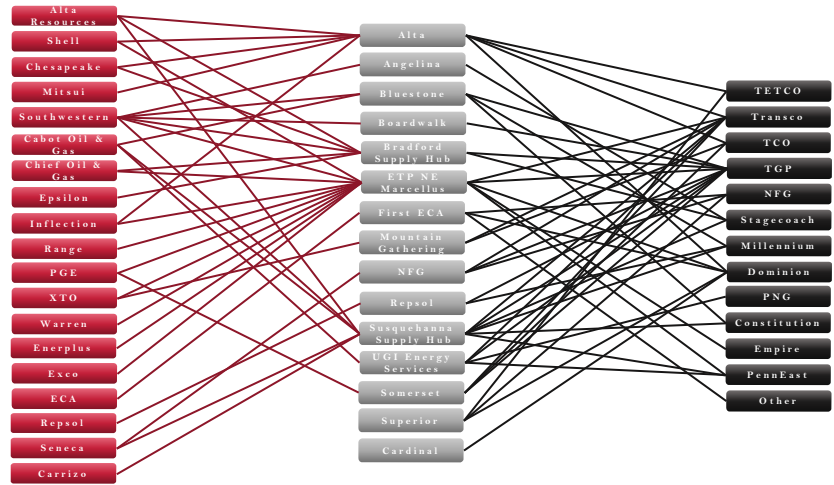 Alta
Resources
Shell
Chesapeake
Mitsui
Southwestern
Cabot Oil &
Gas
Chief Oil &
Gas
Epsilon
Inflection
Range
PGE
XTO
Warren
Enerplus
Exco
ECA
Repsol
Seneca
Carrizo
Alta
Angelina
Bluestone
Boardwalk
Bradford
Supply Hub
ETP NE
Marcellus
First ECA
Mountain
Gathering
NFG
Repsol
Susquehanna
Supply Hub
UGI Energy
Services
Somerset
Superior
Cardinal
TETCO
Transco
TCO
TGP
NFG
Stagecoach
Millennium
Dominion
PNG
Constitution
Empire
PennEast
Other